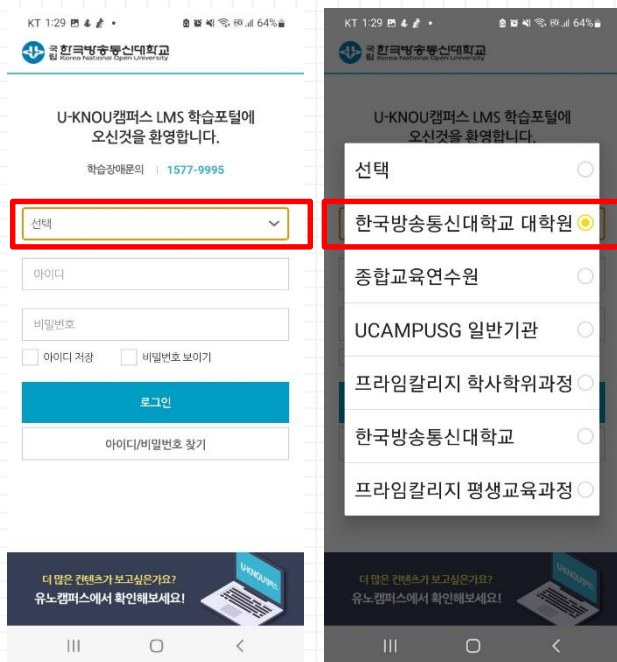 KT 1:29
64%
국립 한국방송통신대학교
Korea National Open University
U-KNOU캠퍼스 LMS 학습포털에
오신것을 환영합니다.
학습장애문의 | 1577-9995
선택
아이디
비밀번호
아이디 저장 비밀번호 보이기
로그인
아이디/비밀번호 찾기
더 많은 컨텐츠가 보고싶은가요?
유노캠퍼스에서 확인해보세요!
U-KNOU캠퍼스
KT 1:29
64%
국립 한국방송통신대학교
Korea National Open University
U-KNOU캠퍼스 LMS 학습포털에
오신것을 환영합니다.
선택
한국방송통신대학교 대학원
종합교육연수원
UCAMPUSG 일반기관
프라임칼리지 학사학위과정
한국방송통신대학교
프라임칼리지 평생교육과정
더 많은 컨텐츠가 보고싶은가요?
유노캠퍼스에서 확인해보세요!
U-KNOU캠퍼스